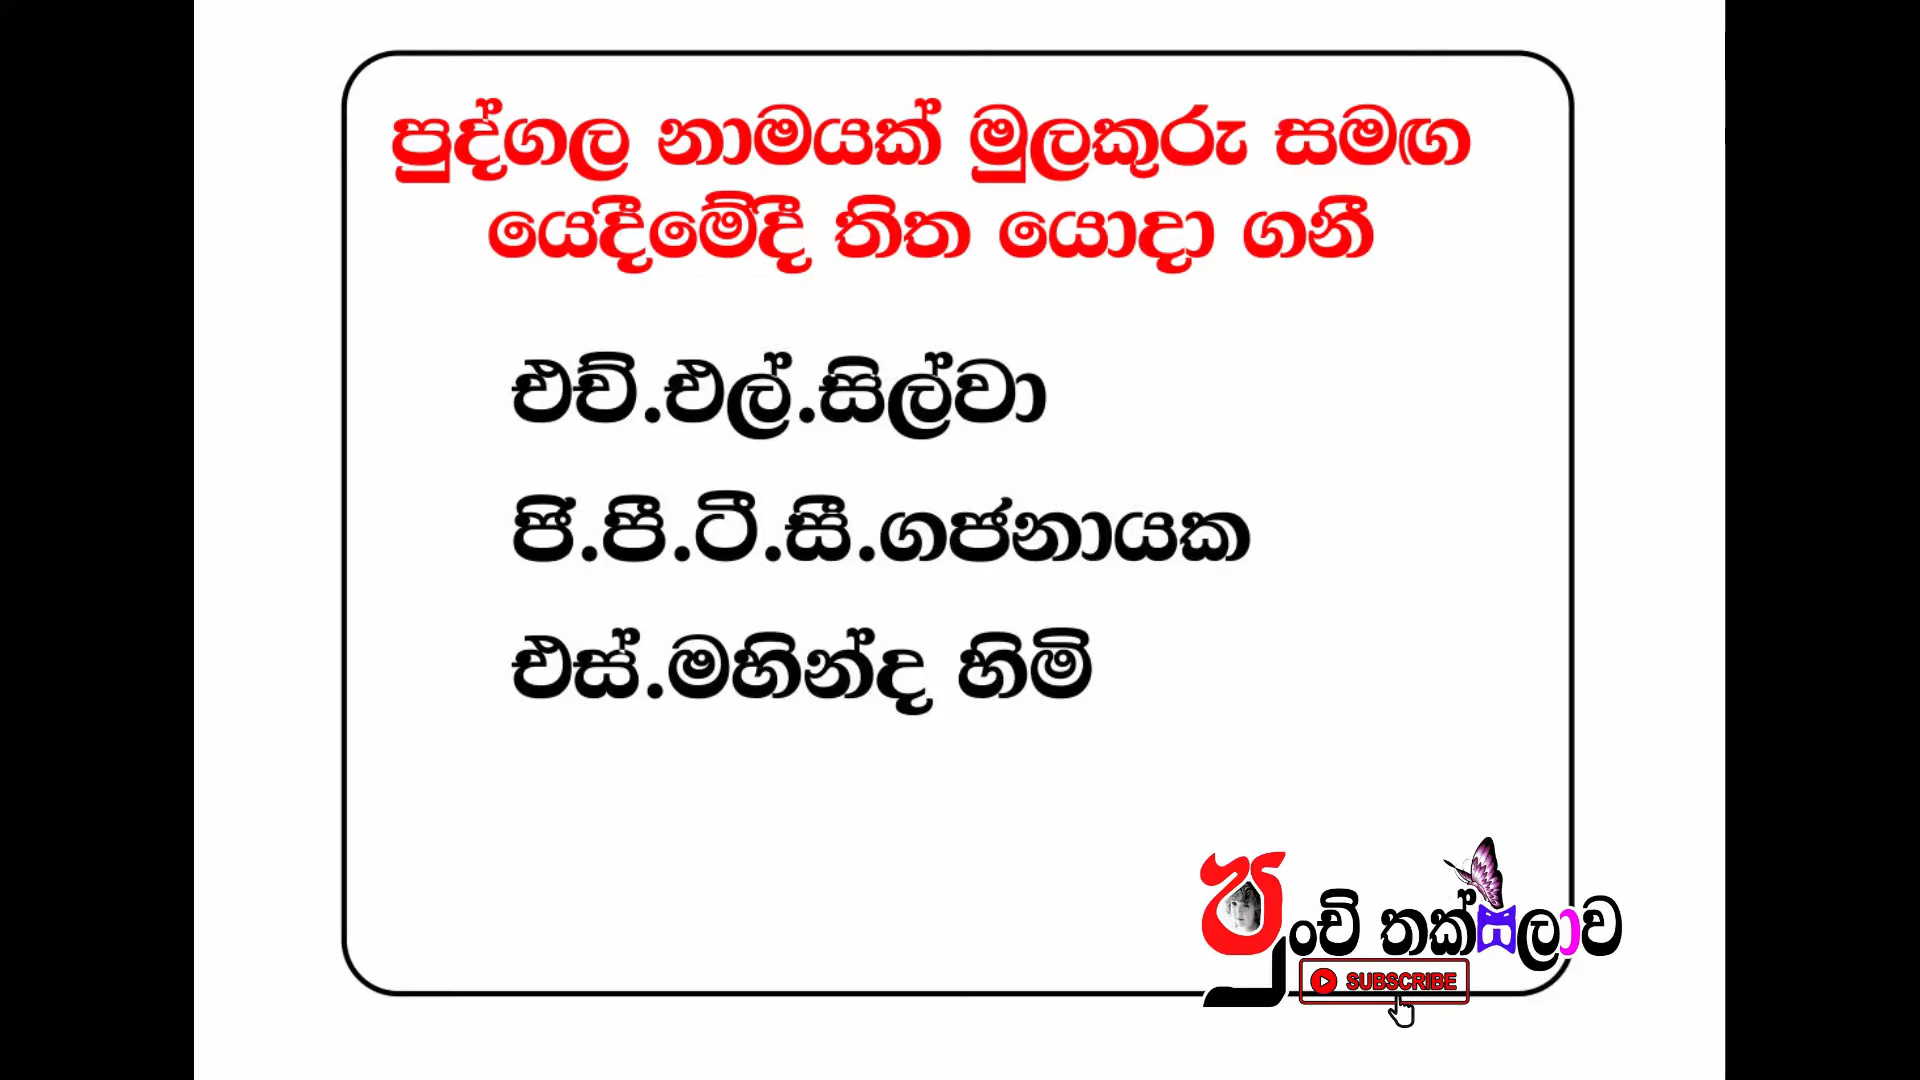 පුද්ගල නාමයක් මුලකුරු සමඟ
යෙදීමේදී තිත යොදා ගනී
එච්.එල්.සිල්වා
ජී.පී.ටී.සී.ගජනායක
එස්.මහින්ද හිමි
පුංචි තක්සලාව
SUBSCRIBE